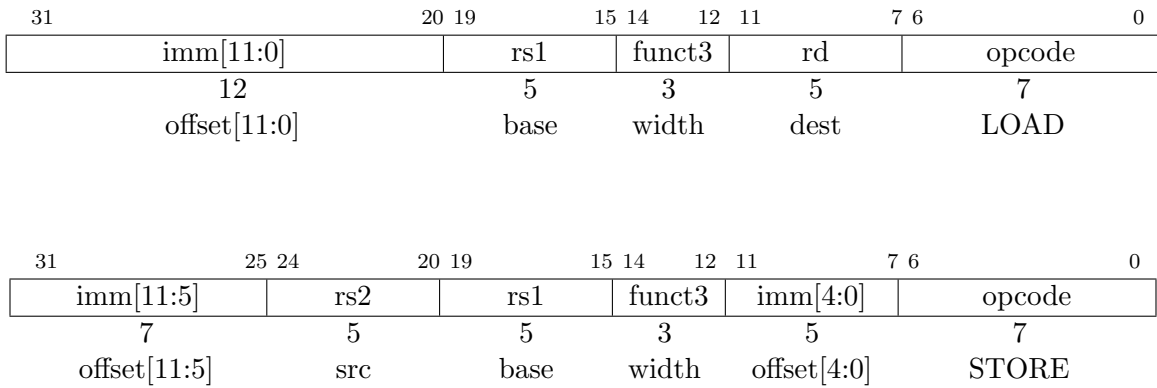 31 20 19 15 14 12 11 7 6 0
imm[11:0] rs1 funct3 rd opcode
12 5 3 5 7
offset[11:0] base width dest LOAD
31 25 24 20 19 15 14 12 11 7 6 0
imm[11:5] rs2 rs1 funct3 imm[4:0] opcode
7 5 5 3 5 7
offset[11:5] src base width offset[4:0] STORE